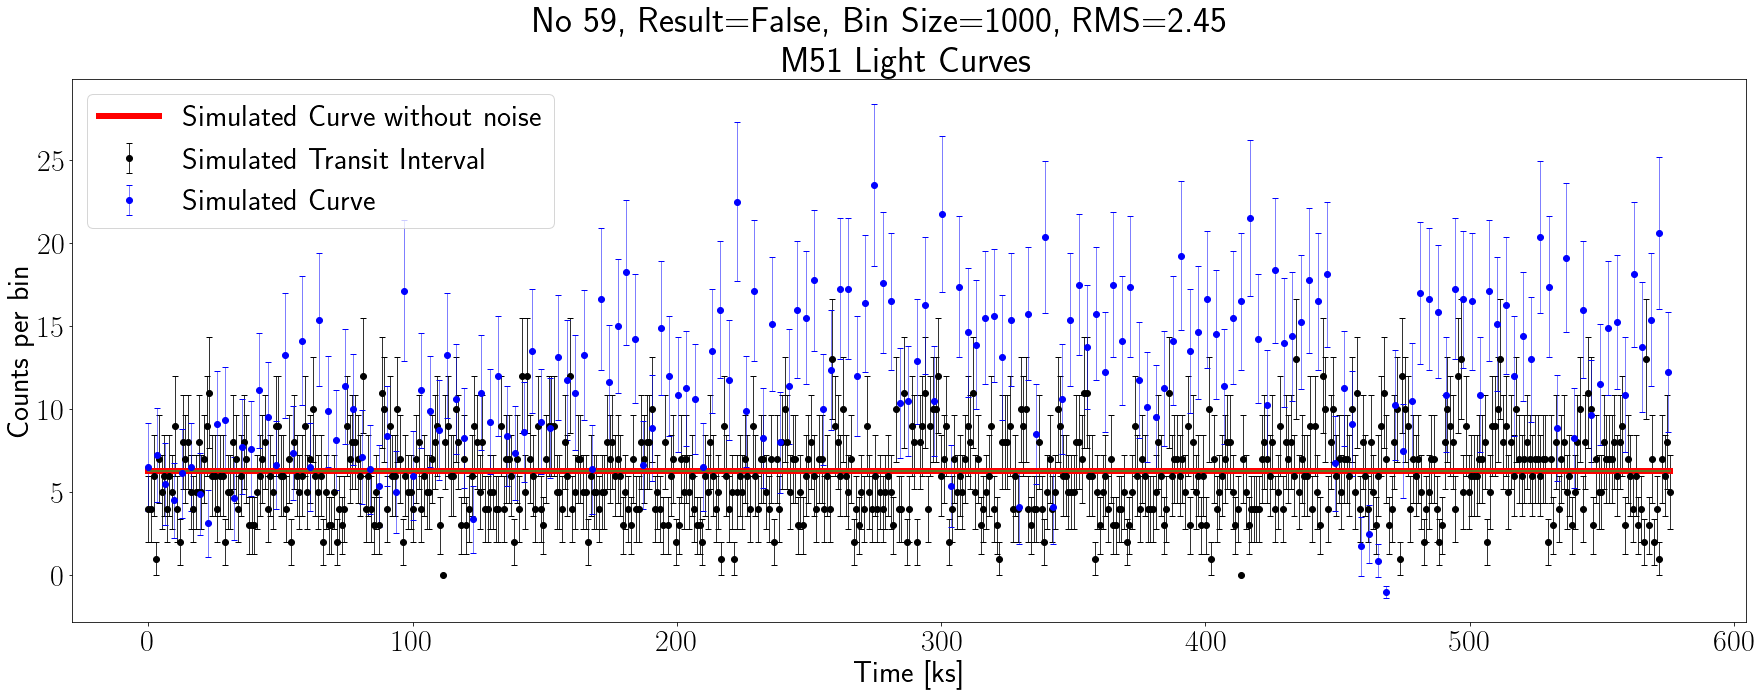 No 59, Result=False, Bin Size=1000, RMS=2.45
M51 Light Curves
Simulated Curve without noise
Simulated Transit Interval
Simulated Curve
Counts per bin
25
20
15
10
5
0
0 100 200 300 400 500 600
Time [ks]